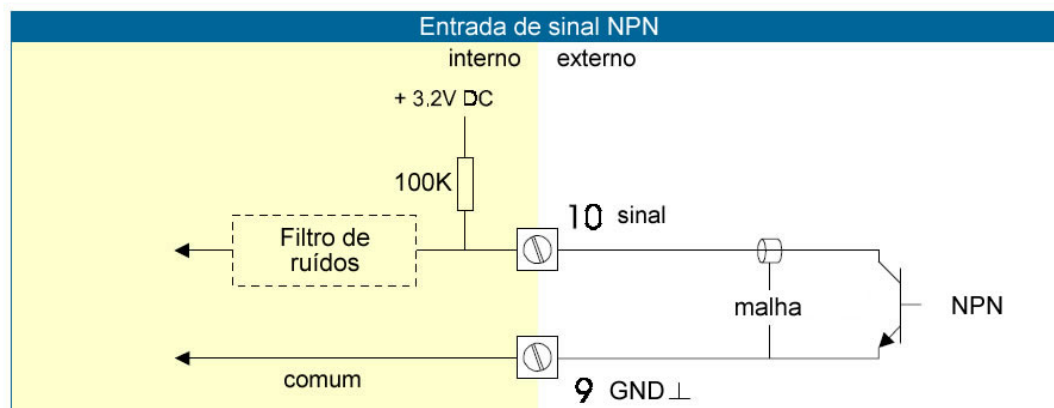 Entrada de sinal NPN
interno
externo
+ 3,2V DC
100K
10 sinal
Filtro de
ruídos
malha
NPN
comum
9 GND ⊥